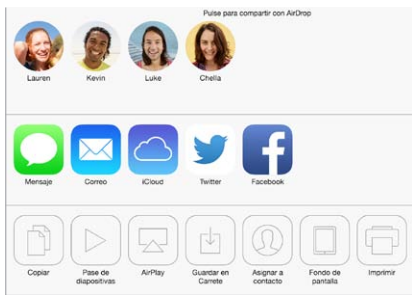 Pulse para compartir con AirDrop
Lauren Kevin Luke Chella
Mensaje Correo iCloud Twitter Facebook
Copiar Pase de diapositivas AirPlay Guardar en Carrete Asignar a contacto Fondo de pantalla Imprimir